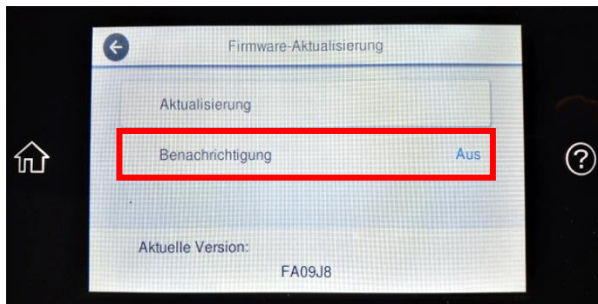 Firmware-Aktualisierung
Aktualisierung
Benachrichtigung Aus
Aktuelle Version:
FA09J8